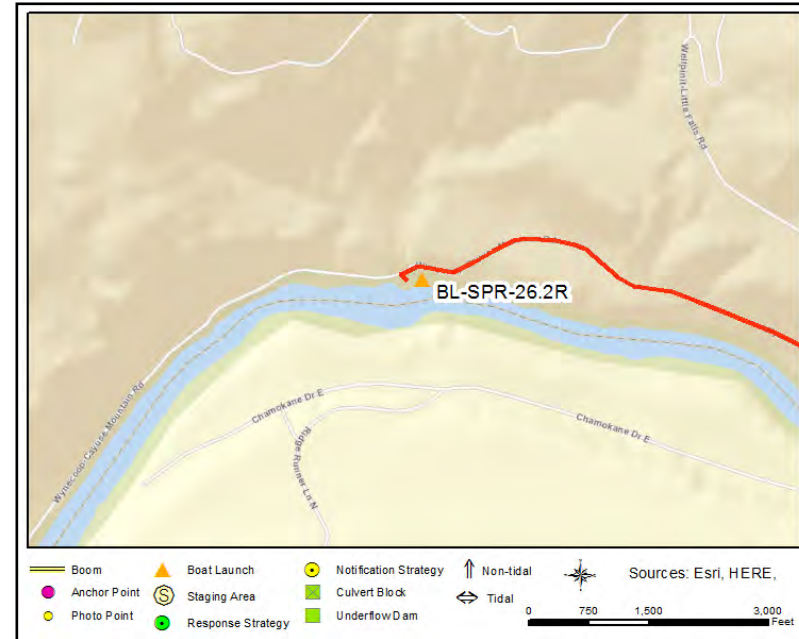 Wellpinit-Little Falls Rd
BL-SPR-26.2R
Wynecoop-Cayuse Mountain Rd
Chamokane Dr E
Ridge Runner Ln N
Chamokane Dr E
Boom
Boat Launch
Notification Strategy
Non-tidal
Sources: Esri, HERE,
Anchor Point
S
Staging Area
Culvert Block
Tidal
Photo Point
Response Strategy
Underflow Dam
0 750 1,500 3,000
Feet